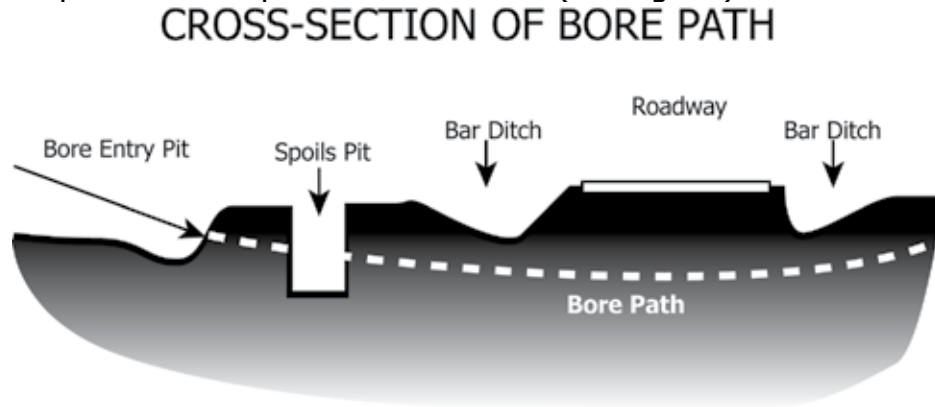 CROSS-SECTION OF BORE PATH
Roadway
Bar Ditch
Bar Ditch
Bore Entry Pit
Spoils Pit
Bore Path